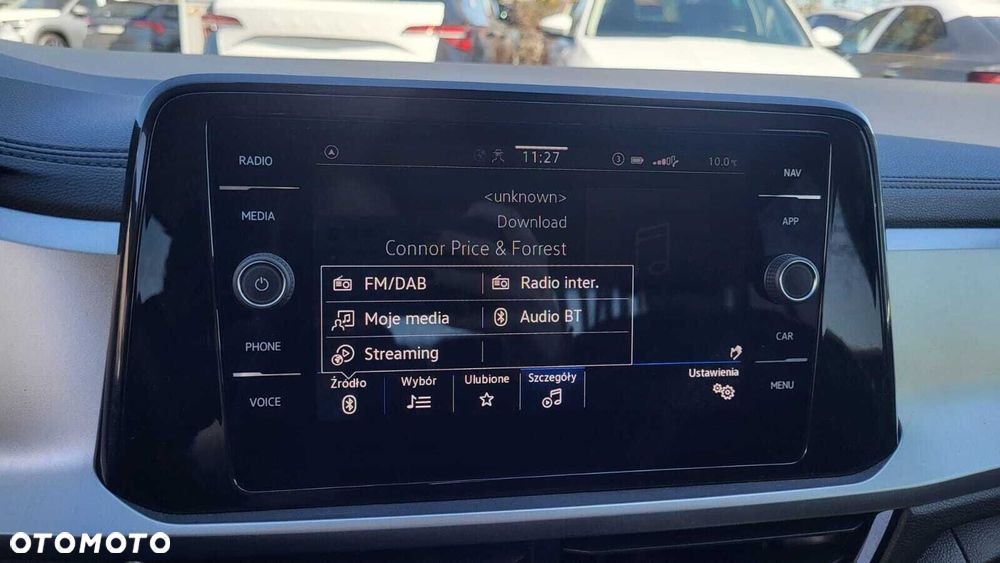 RADIO
MEDIA
PHONE
VOICE
11:27
3
10.0°C
<unknown>
Download
Connor Price & Forrest
FM/DAB
Radio inter.
Moje media
Audio BT
Streaming
Źródło
Wybór
Ulubione
Szczegóły
Ustawienia
NAV
APP
CAR
MENU
OTOMOTO